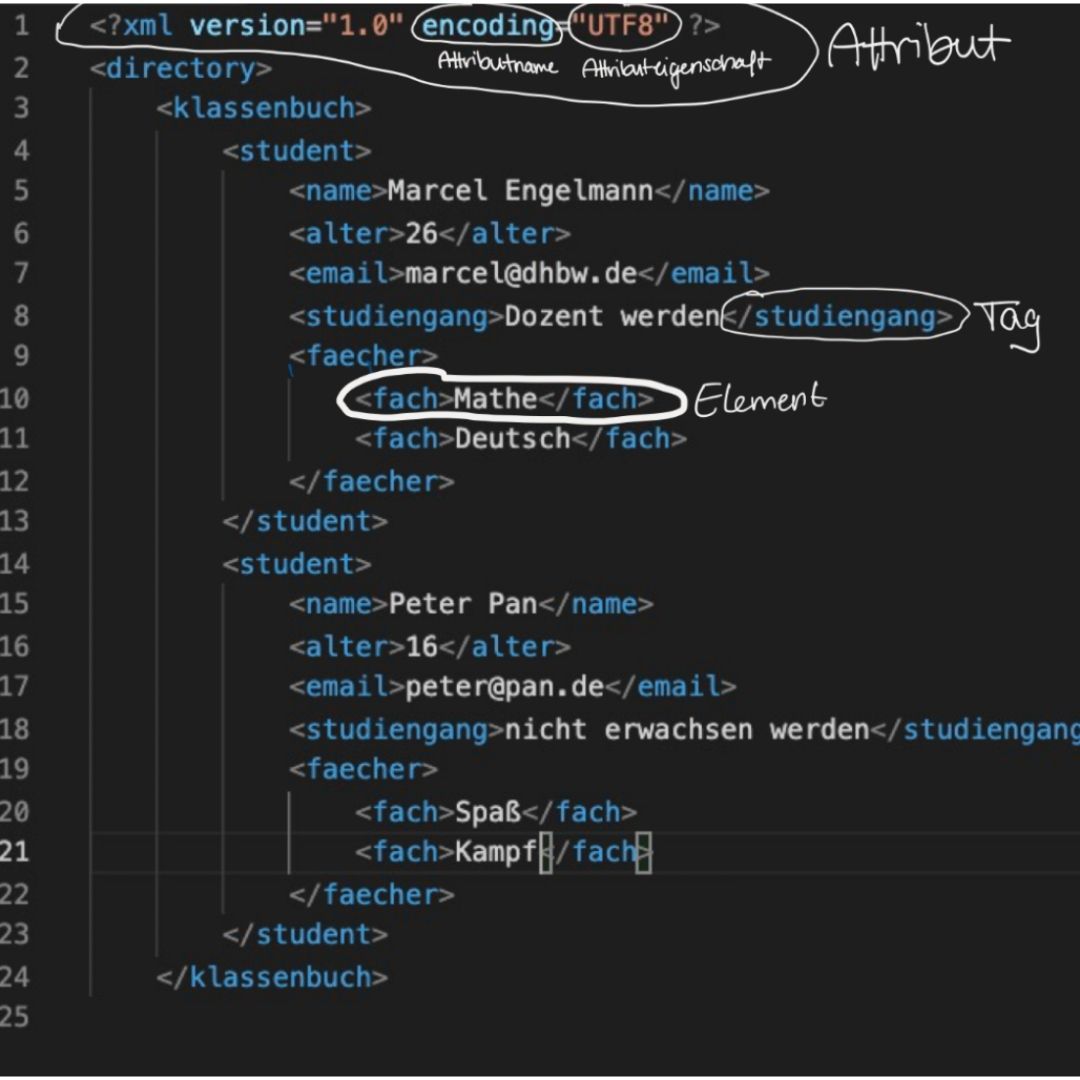 1 <?xml version="1.0" encoding="UTF8" ?> Attribut
Attributname Attributeigenschaft
2 <directory>
3 <klassenbuch>
4 <student>
5 <name>Marcel Engelmann</name>
6 <alter>26</alter>
7 <email>marcel@dhbw.de</email>
8 <studiengang>Dozent werden</studiengang> Tag
9 <faecher>
10 <fach>Mathe</fach> Element
11 <fach>Deutsch</fach>
12 </faecher>
13 </student>
14 <student>
15 <name>Peter Pan</name>
16 <alter>16</alter>
17 <email>peter@pan.de</email>
18 <studiengang>nicht erwachsen werden</studiengang
19 <faecher>
20 <fach>Spaß</fach>
21 <fach>Kampf</fach>
22 </faecher>
23 </student>
24 </klassenbuch>
25